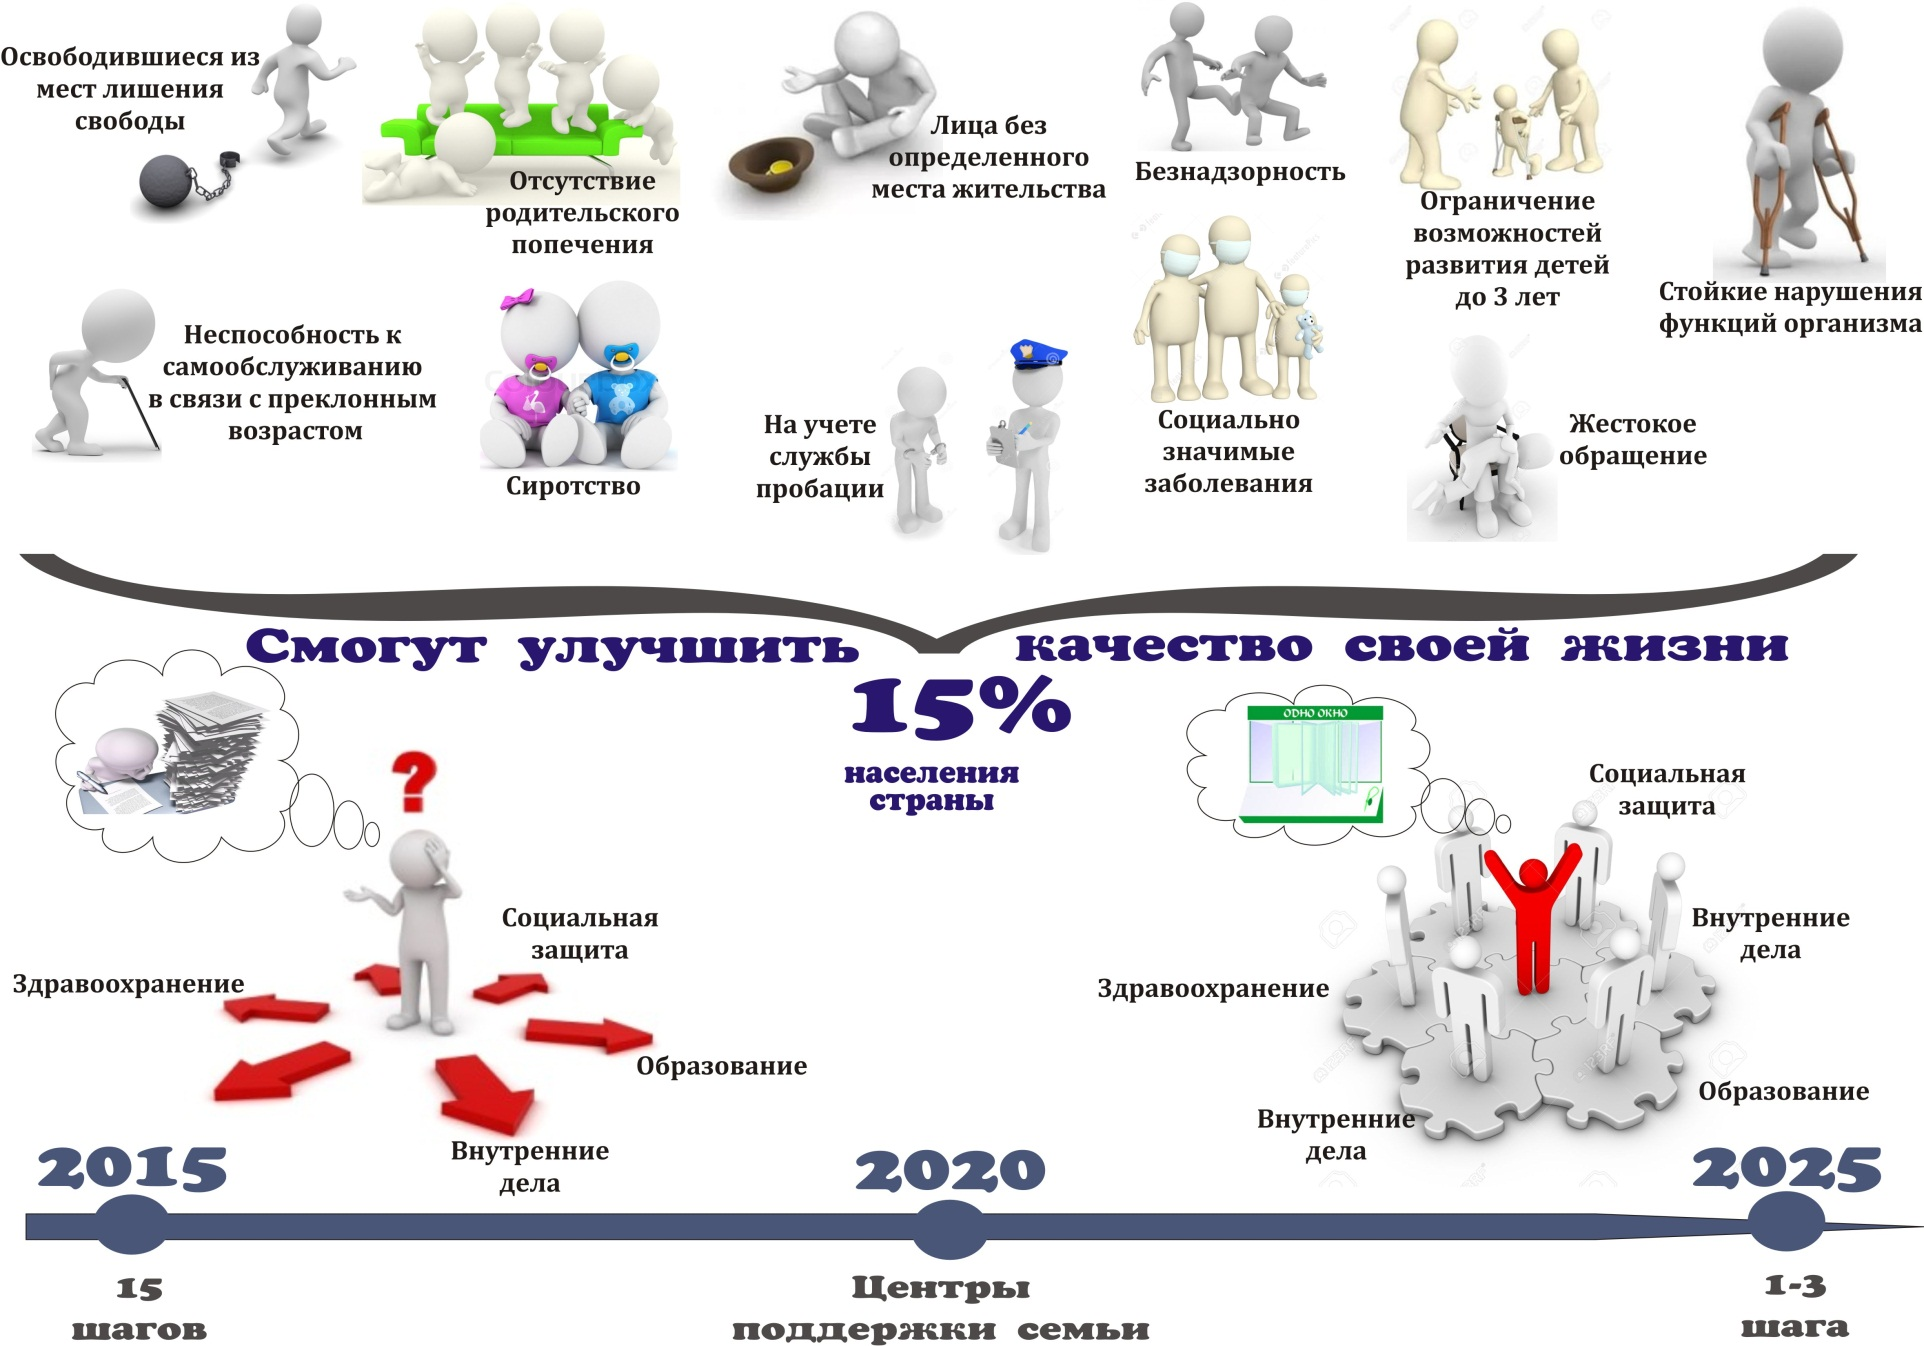 Освободившиеся из
мест лишения
свободы
Отсутствие
родительского
попечения
Лица без
определенного
места жительства
Безнадзорность
Ограничение
возможностей
развития детей
до 3 лет
Стойкие нарушения
функций организма
Неспособность к
самообслуживанию
в связи с преклонным
возрастом
Сиротство
На учете
службы
пробации
Социально
значимые
заболевания
Жестокое
обращение
Смогут улучшить качество своей жизни
15%
населения
страны
?
ОДНО ОКНО
Социальная
защита
Здравоохранение
Образование
Внутренние
дела
Социальная
защита
Внутренние
дела
Здравоохранение
Образование
Внутренние
дела
2015
2020
2025
15
шагов
Центры
поддержки семьи
1-3
шага